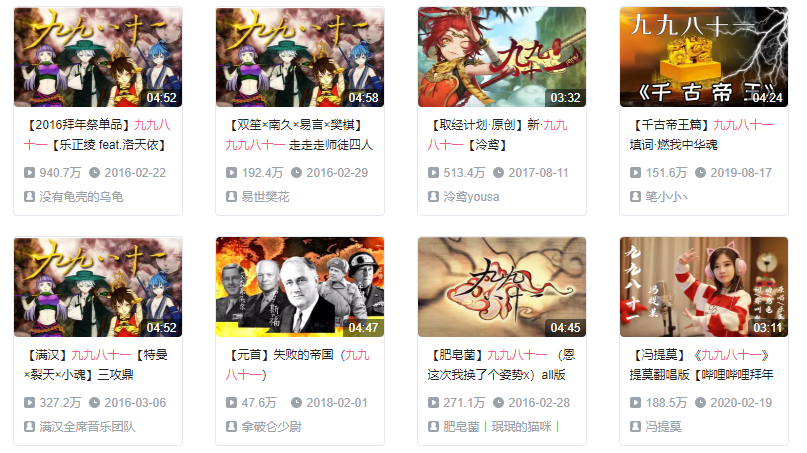 九九八十一
04:52
【2016拜年祭单品】九九八
十一【乐正绫 feat.洛天依】
940.7万 2016-02-22
没有龟壳的乌龟
九九八十一
04:58
【双笙×南久×易言×樊棋】
九九八十一 走走走师徒四人
192.4万 2016-02-29
易世樊花
九九
八十一
03:32
【取经计划·原创】新·九九
八十一【泠鸢】
513.4万 2017-08-11
泠鸢yousa
九九八十一
《千古帝王》
04:24
【千古帝王篇】九九八十一
填词·燃我中华魂
151.6万 2019-08-17
笔小小丶
九九八十一
04:52
【满汉】九九八十一【特曼
×裂天×小魂】三攻鼎
327.2万 2016-03-06
满汉全席音乐团队
斯福
04:47
【元首】失败的帝国（九九
八十一）
47.6万 2018-02-01
拿破仑少尉
九九
八十一
04:45
【肥皂菌】九九八十一 （恩
这次我换了个姿势x）all版
271.1万 2016-02-28
肥皂菌丨珉珉的猫咪丨
九九八十一
冯提莫
03:11
【冯提莫】《九九八十一》
提莫翻唱版【哔哩哔哩拜年
188.5万 2020-02-19
冯提莫